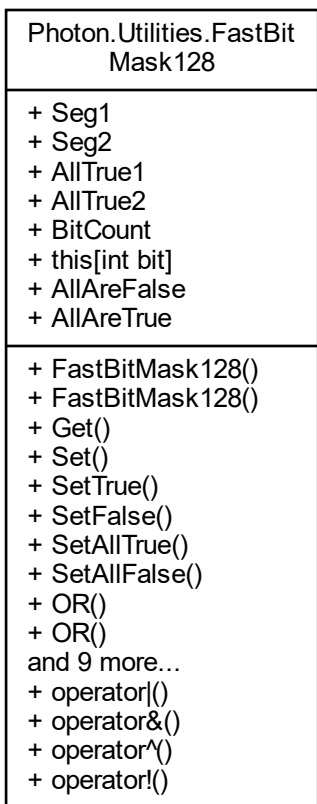 Photon.Utilities.FastBit
Mask128
+ Seg1
+ Seg2
+ AllTrue1
+ AllTrue2
+ BitCount
+ this[int bit]
+ AllAreFalse
+ AllAreTrue
+ FastBitMask128()
+ FastBitMask128()
+ Get()
+ Set()
+ SetTrue()
+ SetFalse()
+ SetAllTrue()
+ SetAllFalse()
+ OR()
+ OR()
and 9 more...
+ operator|()
+ operator&()
+ operator^()
+ operator!()